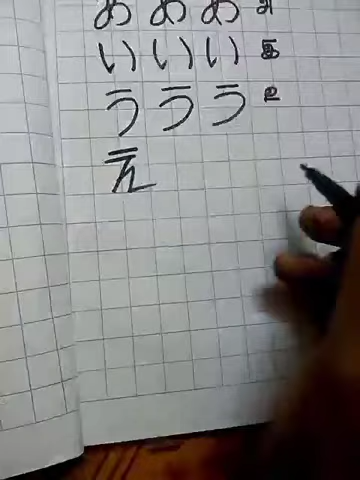 あ あ あ
い い い
う う う
え